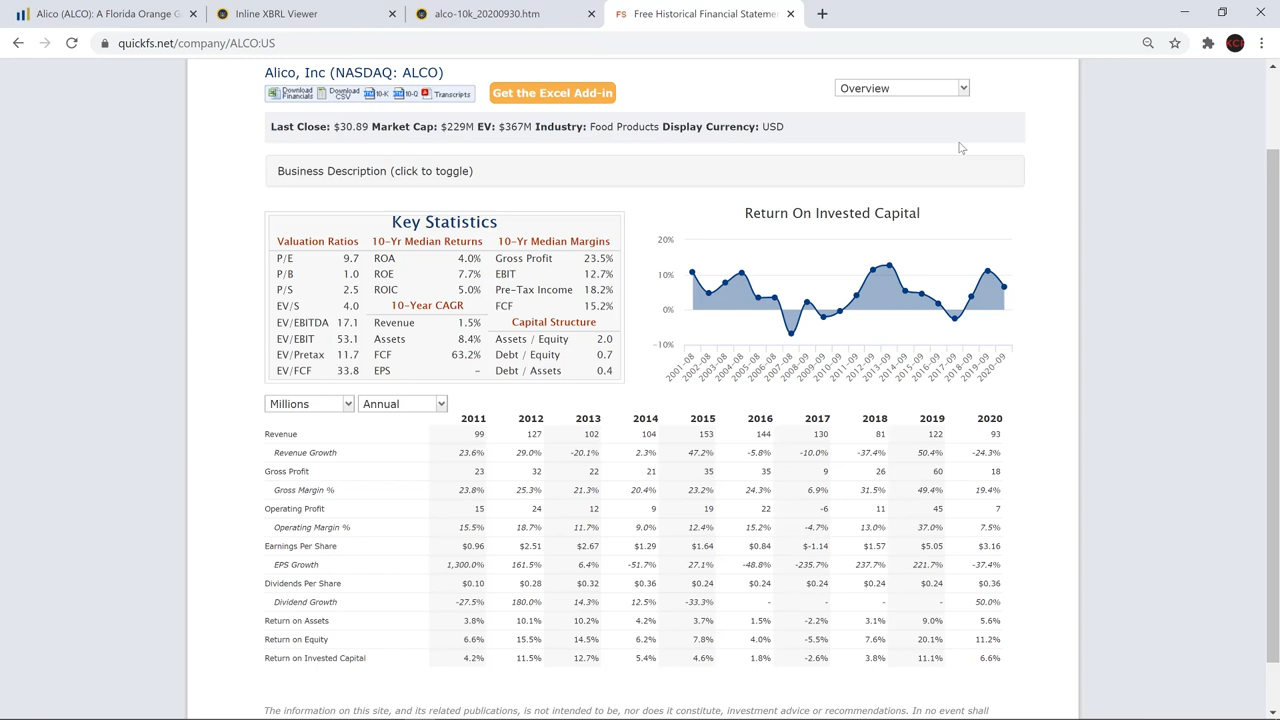 Alico (ALCO): A Florida Orange G
Inline XBRL Viewer
alco-10k_20200930.htm
FS Free Historical Financial Stateme
quickfs.net/company/ALCO:US
Alico, Inc (NASDAQ: ALCO)
Download Financials Download CSV 10-K 10-Q Transcripts
Get the Excel Add-in
Overview
Last Close: $30.89 Market Cap: $229M EV: $367M Industry: Food Products Display Currency: USD
Business Description (click to toggle)
Key Statistics
Valuation Ratios 10-Yr Median Returns 10-Yr Median Margins
P/E 9.7 ROA 4.0% Gross Profit 23.5%
P/B 1.0 ROE 7.7% EBIT 12.7%
P/S 2.5 ROIC 5.0% Pre-Tax Income 18.2%
EV/S 4.0 10-Year CAGR FCF 15.2%
EV/EBITDA 17.1 Revenue 1.5% Capital Structure
EV/EBIT 53.1 Assets 8.4% Assets / Equity 2.0
EV/Pretax 11.7 FCF 63.2% Debt / Equity 0.7
EV/FCF 33.8 EPS – Debt / Assets 0.4
Return On Invested Capital
20%
10%
0%
-10%
2001-08 2002-08 2003-08 2004-08 2005-08 2006-08 2007-08 2008-09 2009-09 2010-09 2011-09 2012-09 2013-09 2014-09 2015-09 2016-09 2017-09 2018-09 2019-09 2020-09
Millions Annual
2011 2012 2013 2014 2015 2016 2017 2018 2019 2020
Revenue 99 127 102 104 153 144 130 81 122 93
Revenue Growth 23.6% 29.0% -20.1% 2.3% 47.2% -5.8% -10.0% -37.4% 50.4% -24.3%
Gross Profit 23 32 22 21 35 35 9 26 60 18
Gross Margin % 23.8% 25.3% 21.3% 20.4% 23.2% 24.3% 6.9% 31.5% 49.4% 19.4%
Operating Profit 15 24 12 9 19 22 -6 11 45 7
Operating Margin % 15.5% 18.7% 11.7% 9.0% 12.4% 15.2% -4.7% 13.0% 37.0% 7.5%
Earnings Per Share $0.96 $2.51 $2.67 $1.29 $1.64 $0.84 $-1.14 $1.57 $5.05 $3.16
EPS Growth 1,300.0% 161.5% 6.4% -51.7% 27.1% -48.8% -235.7% 237.7% 221.7% -37.4%
Dividends Per Share $0.10 $0.28 $0.32 $0.36 $0.24 $0.24 $0.24 $0.24 $0.24 $0.36
Dividend Growth -27.5% 180.0% 14.3% 12.5% -33.3% - - - - 50.0%
Return on Assets 3.8% 10.1% 10.2% 4.2% 3.7% 1.5% -2.2% 3.1% 9.0% 5.6%
Return on Equity 6.6% 15.5% 14.5% 6.2% 7.8% 4.0% -5.5% 7.6% 20.1% 11.2%
Return on Invested Capital 4.2% 11.5% 12.7% 5.4% 4.6% 1.8% -2.6% 3.8% 11.1% 6.6%
The information on this site, and its related publications, is not intended to be, nor does it constitute, investment advice or recommendations. In no event shall